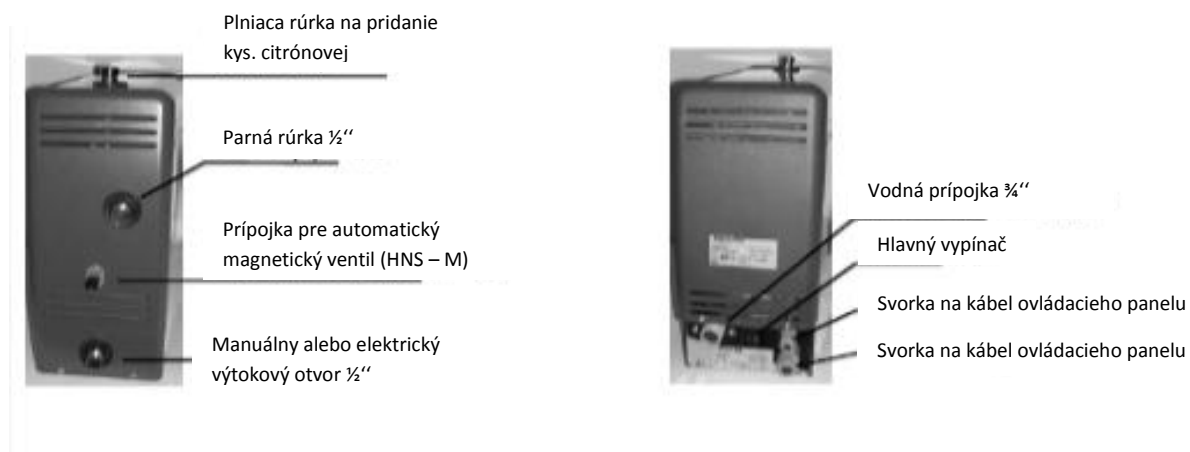 Plniaca rúrka na pridanie
kys. citrónovej
Parná rúrka ½‘‘
Prípojka pre automatický
magnetický ventil (HNS – M)
Manuálny alebo elektrický
výtokový otvor ½‘‘
Vodná prípojka ¾‘‘
Hlavný vypínač
Svorka na kábel ovládacieho panelu
Svorka na kábel ovládacieho panelu